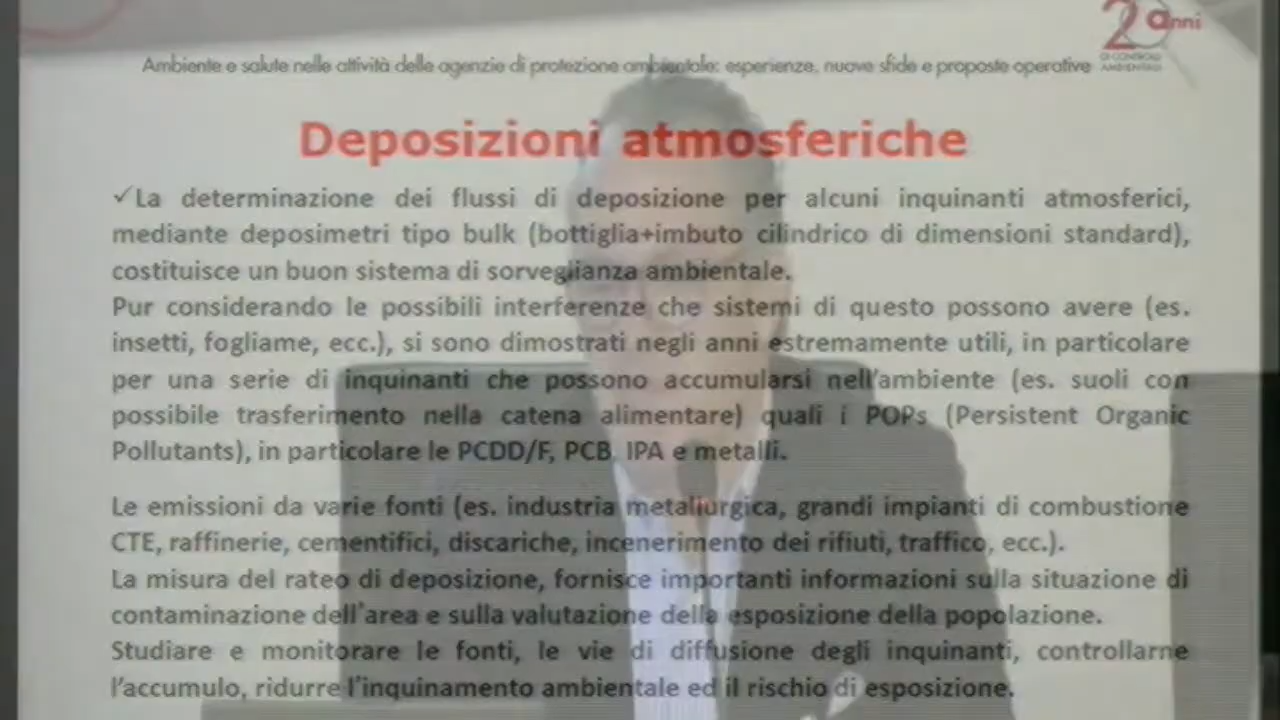 20 anni
DI CONTROLLI
AMBIENTALI
Ambiente e salute nelle attività delle agenzie di protezione ambientale: esperienze, nuove sfide e proposte operative
Deposizioni atmosferiche
✓La determinazione dei flussi di deposizione per alcuni inquinanti atmosferici,
mediante deposimetri tipo bulk (bottiglia+imbuto cilindrico di dimensioni standard),
costituisce un buon sistema di sorveglianza ambientale.
Pur considerando le possibili interferenze che sistemi di questo possono avere (es.
insetti, fogliame, ecc.), si sono dimostrati negli anni estremamente utili, in particolare
per una serie di inquinanti che possono accumularsi nell'ambiente (es. suoli con
possibile trasferimento nella catena alimentare) quali i POPs (Persistent Organic
Pollutants), in particolare le PCDD/F, PCB, IPA e metalli.
Le emissioni da varie fonti (es. industria metallurgica, grandi impianti di combustione
CTE, raffinerie, cementifici, discariche, incenerimento dei rifiuti, traffico, ecc.).
La misura del rateo di deposizione, fornisce importanti informazioni sulla situazione di
contaminazione dell'area e sulla valutazione della esposizione della popolazione.
Studiare e monitorare le fonti, le vie di diffusione degli inquinanti, controllarne
l'accumulo, ridurre l'inquinamento ambientale ed il rischio di esposizione.